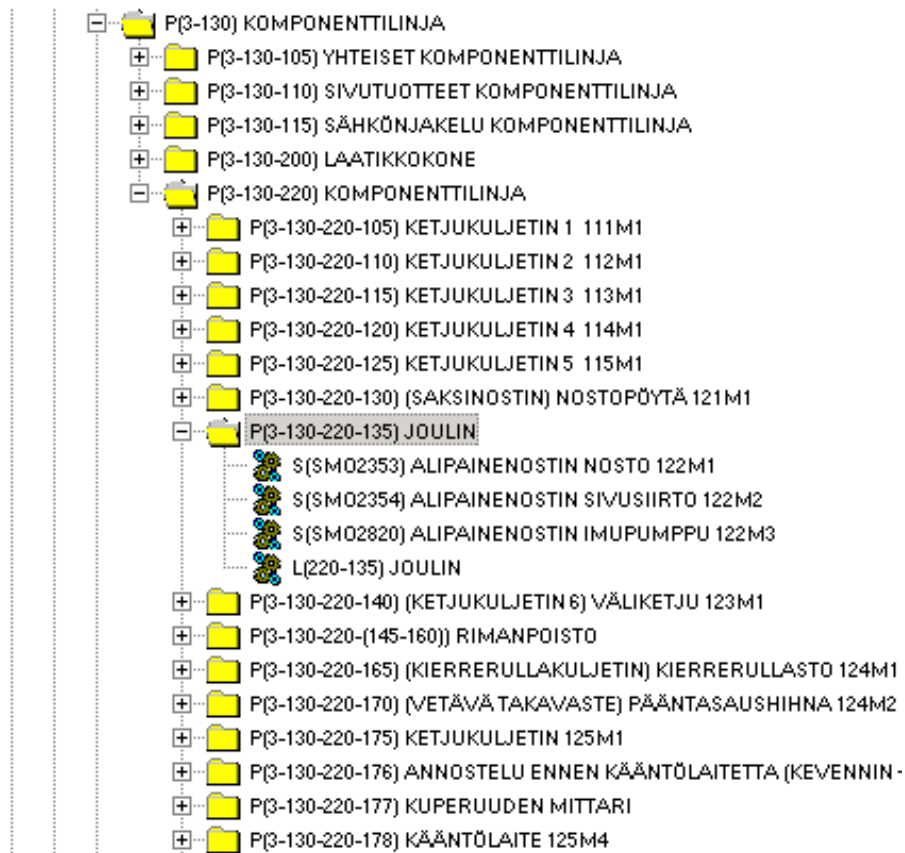 P(3-130) KOMPONENTTILINJA
P(3-130-105) YHTEISET KOMPONENTTILINJA
P(3-130-110) SIVUTUOTTEET KOMPONENTTILINJA
P(3-130-115) SÄHKÖNJAKELU KOMPONENTTILINJA
P(3-130-200) LAATIKKOKONE
P(3-130-220) KOMPONENTTILINJA
P(3-130-220-105) KETJUKULJETIN 1 111M1
P(3-130-220-110) KETJUKULJETIN 2 112M1
P(3-130-220-115) KETJUKULJETIN 3 113M1
P(3-130-220-120) KETJUKULJETIN 4 114M1
P(3-130-220-125) KETJUKULJETIN 5 115M1
P(3-130-220-130) (SAKSINOSTIN) NOSTOPÖYTÄ 121M1
P(3-130-220-135) JOULIN
S(SM02353) ALIPAINENOSTIN NOSTO 122M1
S(SM02354) ALIPAINENOSTIN SIVUSIIRTO 122M2
S(SM02820) ALIPAINENOSTIN IMUPUMPPU 122M3
L(220-135) JOULIN
P(3-130-220-140) (KETJUKULJETIN 6) VÄLIKETJU 123M1
P(3-130-220-(145-160)) RIMANPOISTO
P(3-130-220-165) (KIERRERULLAKULJETIN) KIERRERULLASTO 124M1
P(3-130-220-170) (VETÄVÄ TAKAVASTE) PÄÄNTASAUSHIHNA 124M2
P(3-130-220-175) KETJUKULJETIN 125M1
P(3-130-220-176) ANNOSTELU ENNEN KÄÄNTÖLAITETTA (KEVENNIN -
P(3-130-220-177) KUPERUUDEN MITTARI
P(3-130-220-178) KÄÄNTÖLAITE 125M4